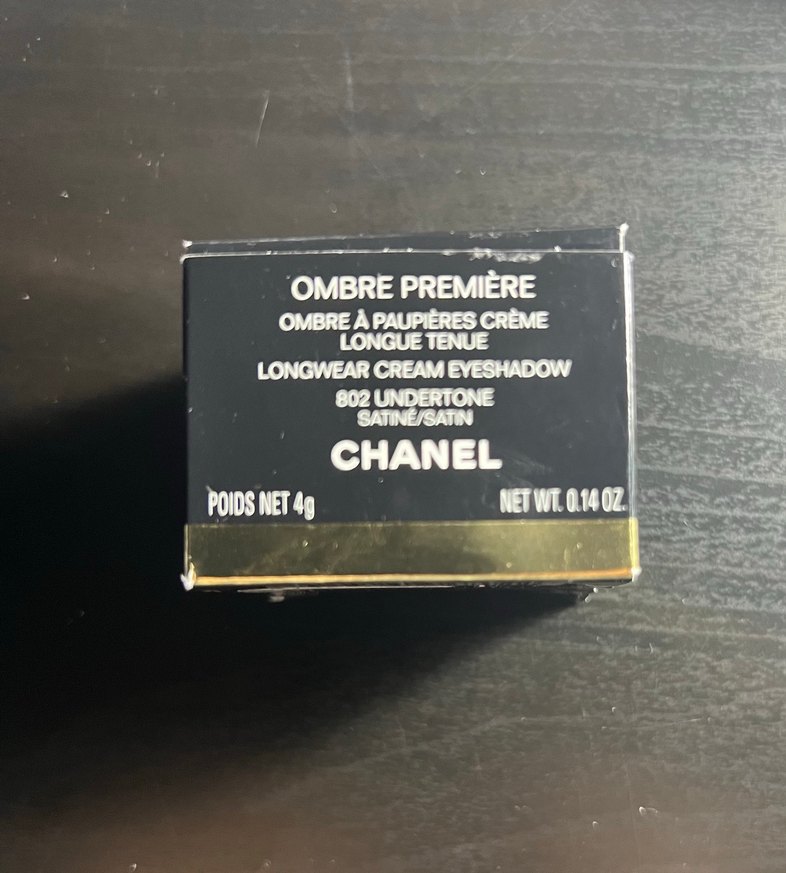 OMBRE PREMIÈRE
OMBRE À PAUPIÈRES CRÈME
LONGUE TENUE
LONGWEAR CREAM EYESHADOW
802 UNDERTONE
SATINÉ/SATIN
CHANEL
POIDS NET 4g NET WT. 0.14 OZ.